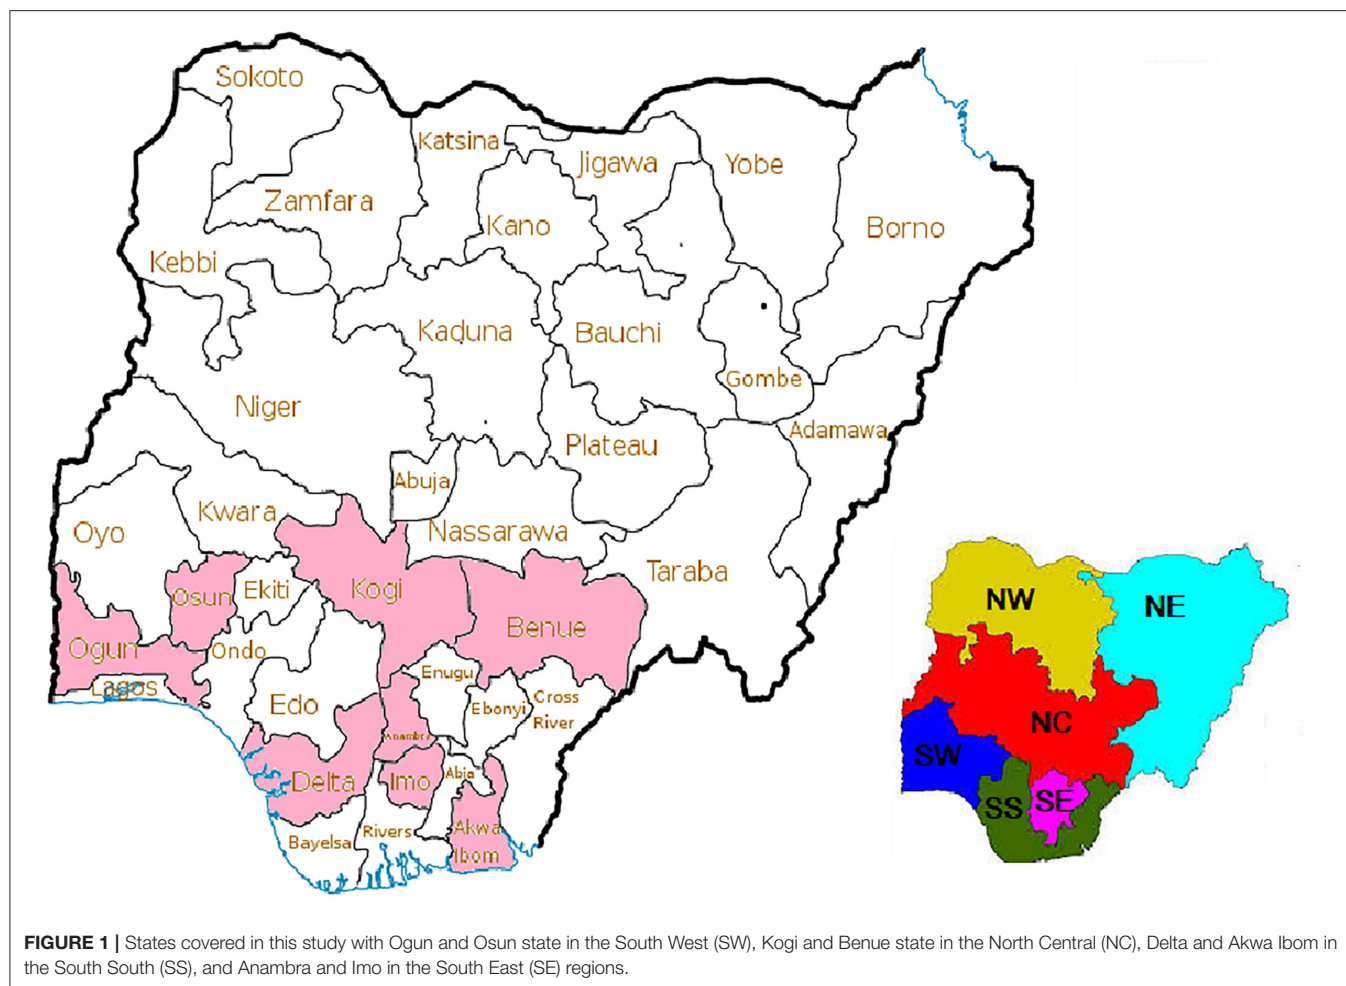 Sokoto
Katsina
Jigawa
Yobe
Zamfara
Kano
Borno
Kebbi
Kaduna
Bauchi
Gombe
Niger
Adamawa
Plateau
Abuja
Kwara
Nassarawa
Oyo
Taraba
Osun
Ekiti
Kogi
Benue
Ogun
Ondo
Enugu
Lagos
Edo
Ebonyi
Cross
River
Anambra
Delta
Imo
Abia
Bayelsa
Rivers
Akwa
Ibom
NW
NE
NC
SW
SS
SE
FIGURE 1 | States covered in this study with Ogun and Osun state in the South West (SW), Kogi and Benue state in the North Central (NC), Delta and Akwa Ibom in
the South South (SS), and Anambra and Imo in the South East (SE) regions.